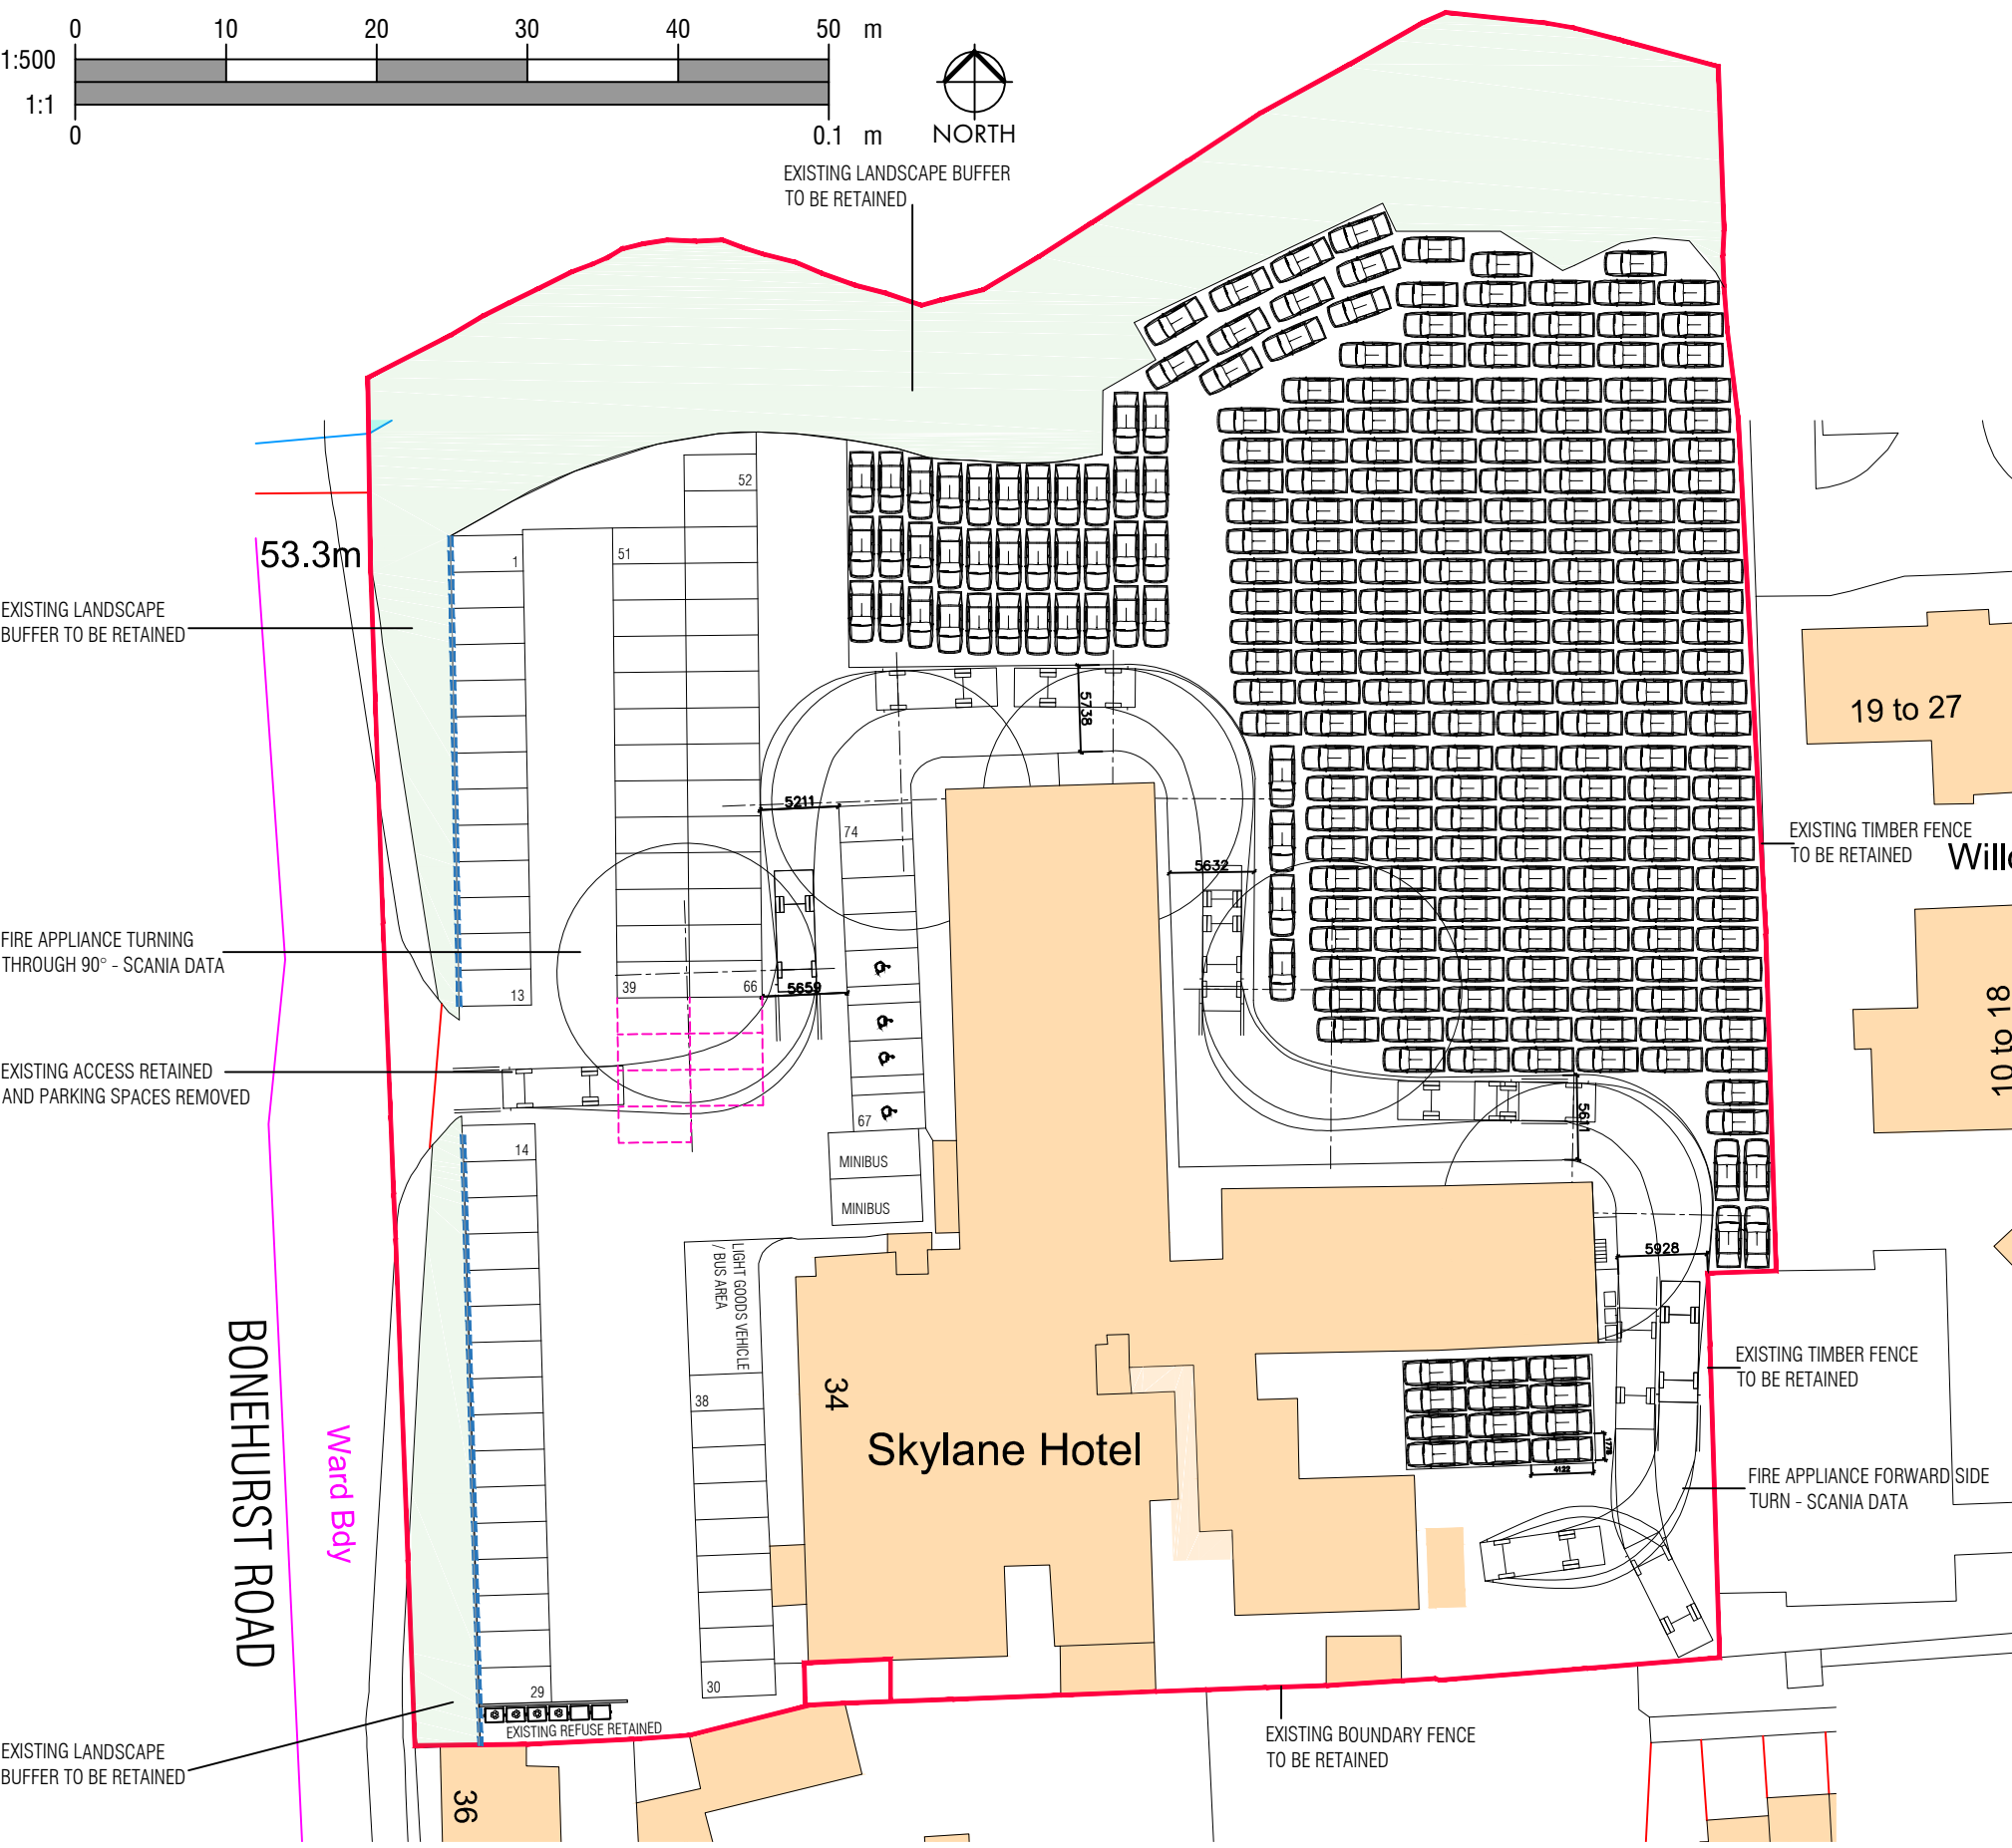 0 10 20 30 40 50 m
1:500
1:1
0 0.1 m
NORTH
EXISTING LANDSCAPE BUFFER
TO BE RETAINED
53.3m
EXISTING LANDSCAPE
BUFFER TO BE RETAINED
52
51
1
5738
19 to 27
5211
74
EXISTING TIMBER FENCE
TO BE RETAINED
Willo
5632
FIRE APPLIANCE TURNING
THROUGH 90° - SCANIA DATA
13
39
66
5659
10 to 18
EXISTING ACCESS RETAINED
AND PARKING SPACES REMOVED
67
5611
14
MINIBUS
MINIBUS
LIGHT GOODS VEHICLE
/ BUS AREA
5928
BONEHURST ROAD
Ward Bdy
38
34
Skylane Hotel
EXISTING TIMBER FENCE
TO BE RETAINED
1778
4122
FIRE APPLIANCE FORWARD SIDE
TURN - SCANIA DATA
29
30
EXISTING REFUSE RETAINED
EXISTING LANDSCAPE
BUFFER TO BE RETAINED
EXISTING BOUNDARY FENCE
TO BE RETAINED
36